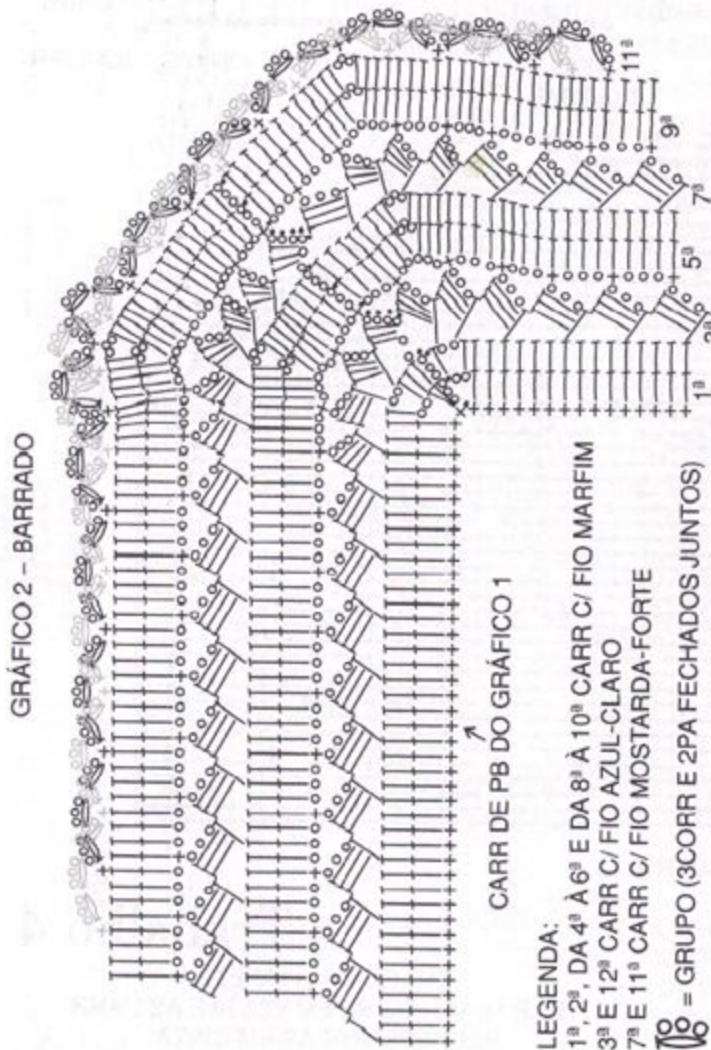 GRÁFICO 2 – BARRADO
11ª
9ª
7ª
5ª
3ª
1ª
CARR DE PB DO GRÁFICO 1
LEGENDA:
1ª, 2ª, DA 4ª À 6ª E DA 8ª À 10ª CARR C/ FIO MARFIM
3ª E 12ª CARR C/ FIO AZUL-CLARO
7ª E 11ª CARR C/ FIO MOSTARDA-FORTE
= GRUPO (3CORR E 2PA FECHADOS JUNTOS)